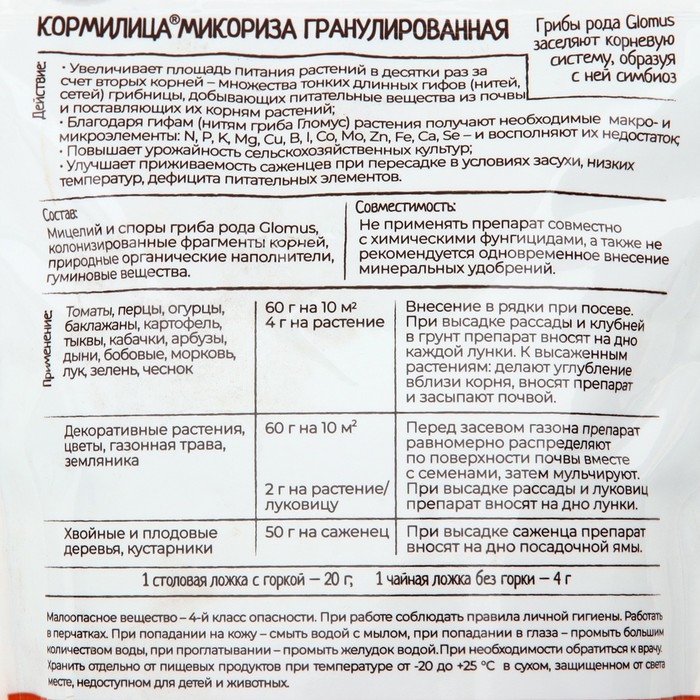 КОРМИЛИЦА® МИКОРИЗА ГРАНУЛИРОВАННАЯ
Грибы рода Glomus
заселяют корневую
систему, образуя
с ней симбиоз
Действие:
· Увеличивает площадь питания растений в десятки раз за
счет вторых корней – множества тонких длинных гифов (нитей,
сетей) грибницы, добывающих питательные вещества из почвы
и поставляющих их корням растений;
· Благодаря гифам (нитям гриба Гломус) растения получают необходимые макро- и
микроэлементы: N, P, K, Mg, Cu, B, I, Co, Mo, Zn, Fe, Ca, Se – и восполняют их недостаток;
· Повышает урожайность сельскохозяйственных культур;
· Улучшает приживаемость саженцев при пересадке в условиях засухи, низких
температур, дефицита питательных элементов.
Состав:
Мицелий и споры гриба рода Glomus,
колонизированные фрагменты корней,
природные органические наполнители,
гуминовые вещества.
Совместимость:
Не применять препарат совместно
с химическими фунгицидами, а также не
рекомендуется одновременное внесение
минеральных удобрений.
Применение:
Томаты, перцы, огурцы,
баклажаны, картофель,
тыквы, кабачки, арбузы,
дыни, бобовые, морковь,
лук, зелень, чеснок
60 г на 10 м²
4 г на растение
Внесение в рядки при посеве.
При высадке рассады и клубней
в грунт препарат вносят на дно
каждой лунки. К высаженным
растениям: делают углубление
вблизи корня, вносят препарат
и засыпают почвой.
Декоративные растения,
цветы, газонная трава,
земляника
60 г на 10 м²
2 г на растение/
луковицу
Перед засевом газона препарат
равномерно распределяют
по поверхности почвы вместе
с семенами, затем мульчируют.
При высадке рассады и луковиц
препарат вносят на дно лунки.
Хвойные и плодовые
деревья, кустарники
50 г на саженец
При высадке саженца препарат
вносят на дно посадочной ямы.
1 столовая ложка с горкой – 20 г; 1 чайная ложка без горки – 4 г
Малоопасное вещество – 4-й класс опасности. При работе соблюдать правила личной гигиены. Работать
в перчатках. При попадании на кожу – смыть водой с мылом, при попадании в глаза – промыть большим
количеством воды, при проглатывании – промыть желудок водой. При необходимости обратиться к врачу.
Хранить отдельно от пищевых продуктов при температуре от -20 до +25 °C в сухом, защищенном от света
месте, недоступном для детей и животных.